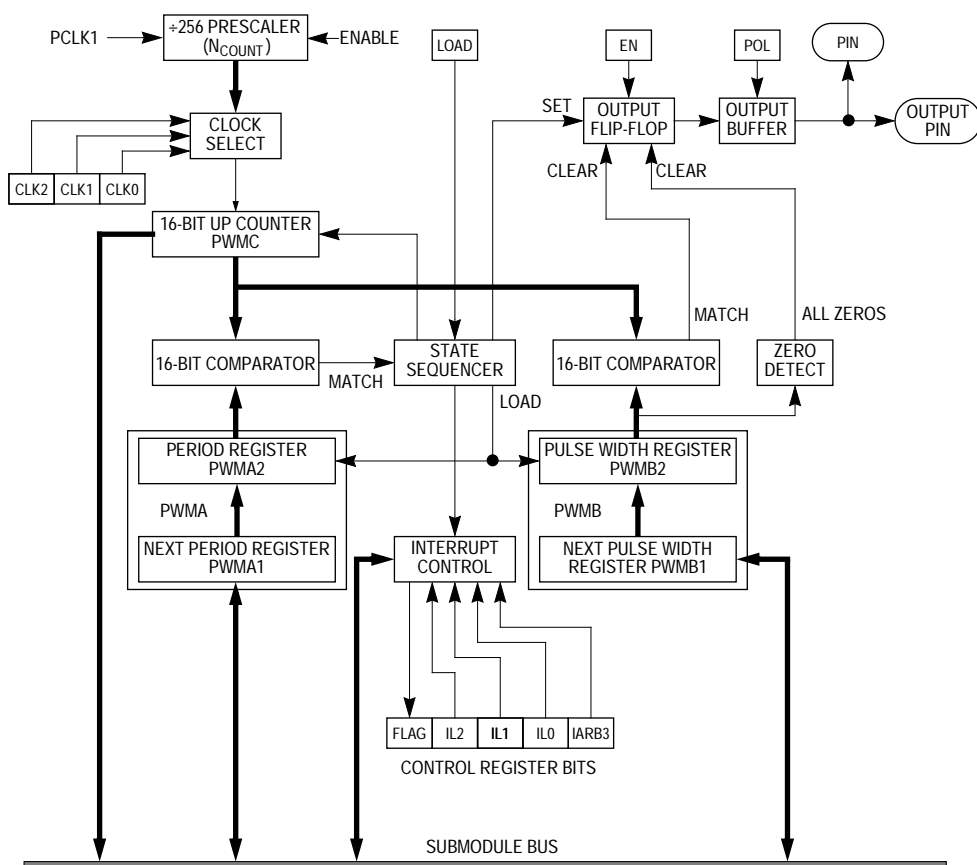 ÷256 PRESCALER
(NCOUNT)
PCLK1
ENABLE
LOAD
EN
POL
PIN
CLOCK
SELECT
SET
OUTPUT
FLIP-FLOP
OUTPUT
BUFFER
OUTPUT
PIN
CLEAR
CLEAR
CLK2
CLK1
CLK0
16-BIT UP COUNTER
PWMC
MATCH
ALL ZEROS
16-BIT COMPARATOR
MATCH
STATE
SEQUENCER
16-BIT COMPARATOR
ZERO
DETECT
LOAD
PERIOD REGISTER
PWMA2
PULSE WIDTH REGISTER
PWMB2
PWMA
PWMB
NEXT PERIOD REGISTER
PWMA1
INTERRUPT
CONTROL
NEXT PULSE WIDTH
REGISTER PWMB1
FLAG
IL2
IL1
IL0
IARB3
CONTROL REGISTER BITS
SUBMODULE BUS